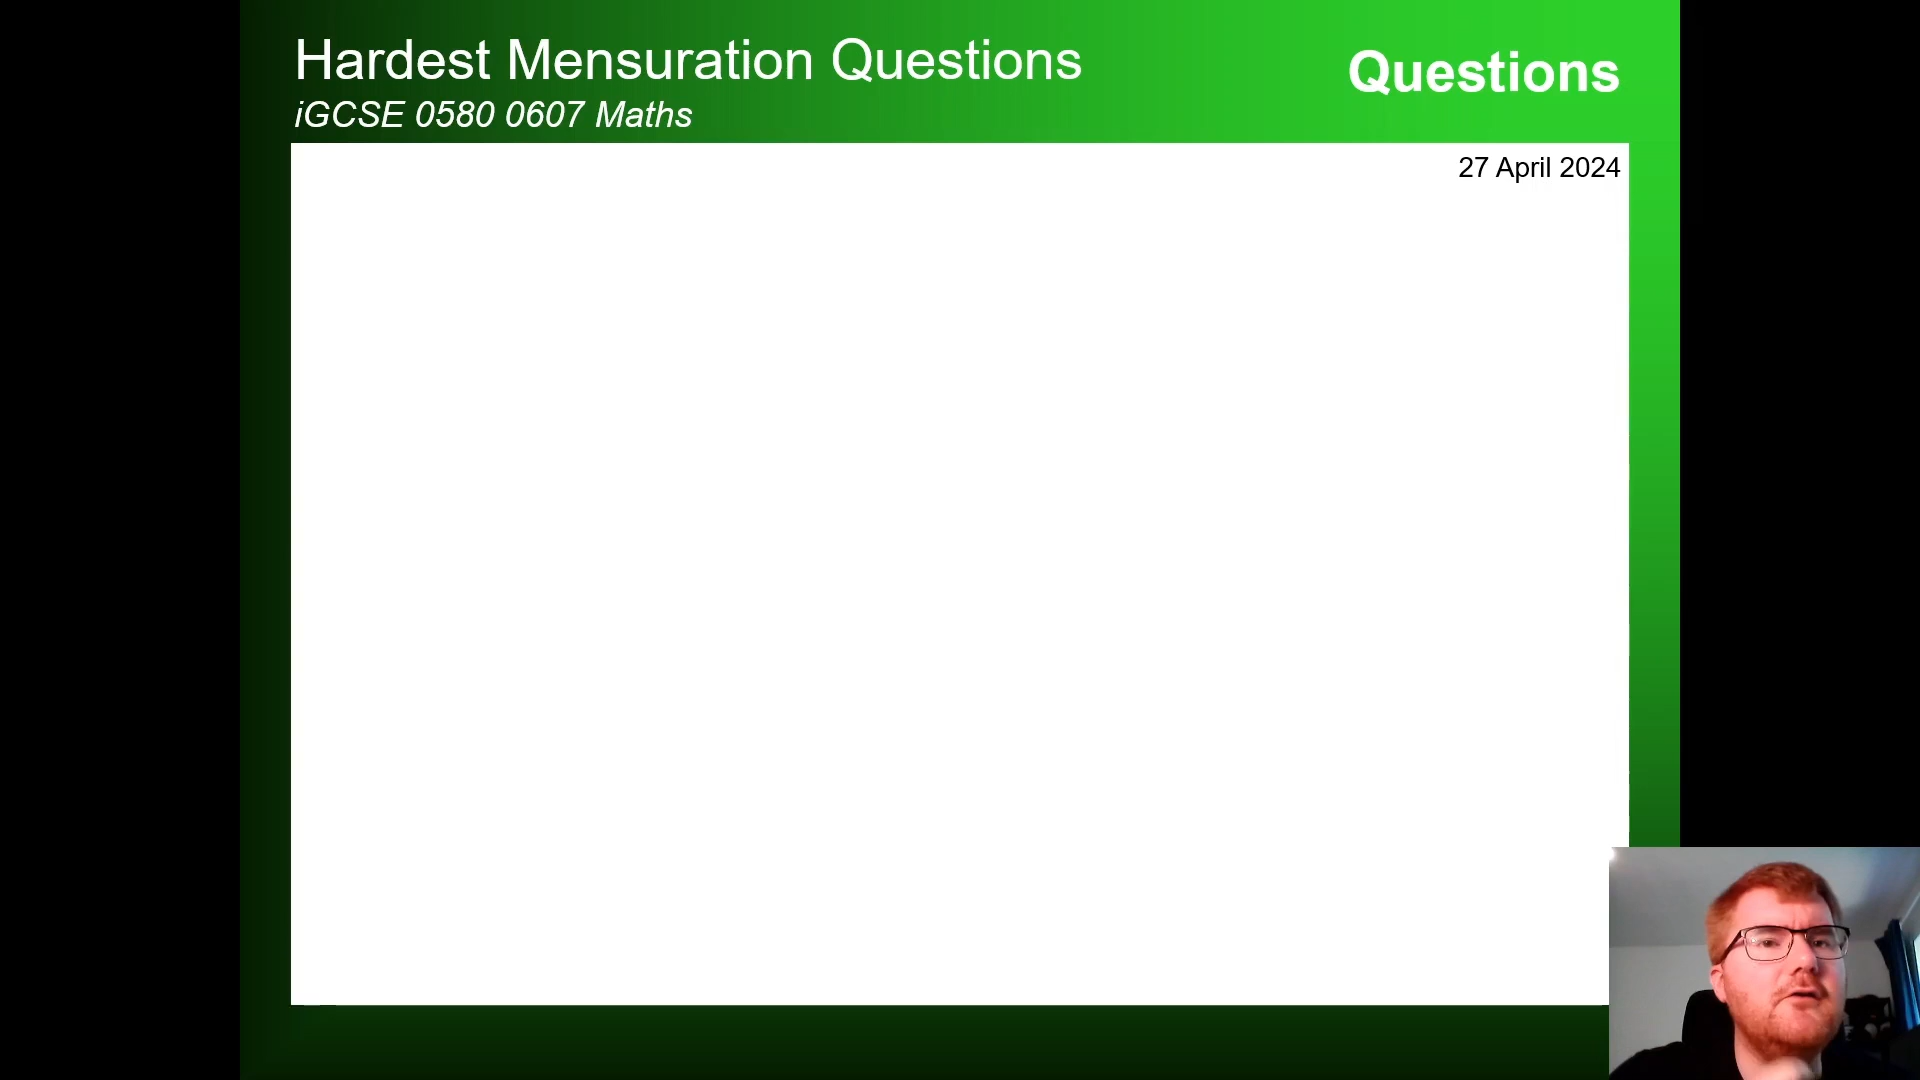 Hardest Mensuration Questions
Questions
iGCSE 0580 0607 Maths
27 April 2024